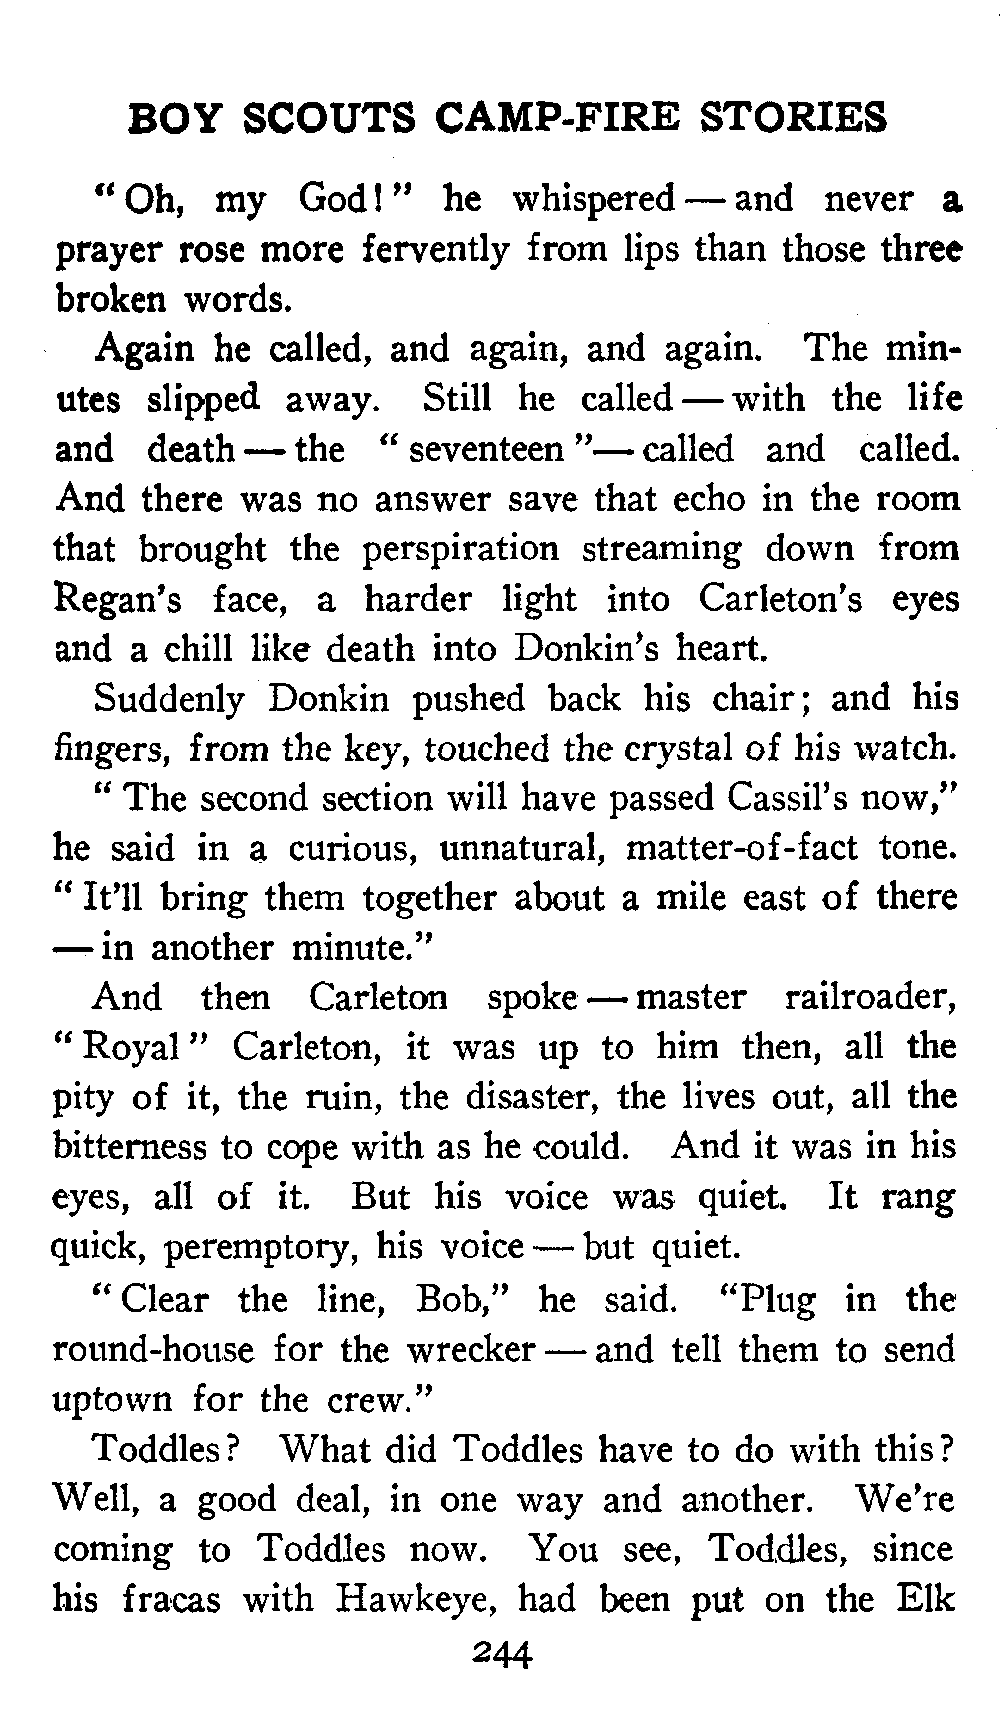 BOY SCOUTS CAMP-FIRE STORIES
" Oh, my God! " he whispered — and never a
prayer rose more fervently from lips than those three
broken words.
Again he called, and again, and again. The min-
utes slipped away. Still he called — with the life
and death — the " seventeen " — called and called.
And there was no answer save that echo in the room
that brought the perspiration streaming down from
Regan's face, a harder light into Carleton's eyes
and a chill like death into Donkin's heart.
Suddenly Donkin pushed back his chair; and his
fingers, from the key, touched the crystal of his watch.
" The second section will have passed Cassil's now,"
he said in a curious, unnatural, matter-of-fact tone.
" It'll bring them together about a mile east of there
— in another minute."
And then Carleton spoke — master railroader,
" Royal " Carleton, it was up to him then, all the
pity of it, the ruin, the disaster, the lives out, all the
bitterness to cope with as he could. And it was in his
eyes, all of it. But his voice was quiet. It rang
quick, peremptory, his voice — but quiet.
" Clear the line, Bob," he said. "Plug in the
round-house for the wrecker — and tell them to send
uptown for the crew."
Toddles? What did Toddles have to do with this?
Well, a good deal, in one way and another. We're
coming to Toddles now. You see, Toddles, since
his fracas with Hawkeye, had been put on the Elk
244